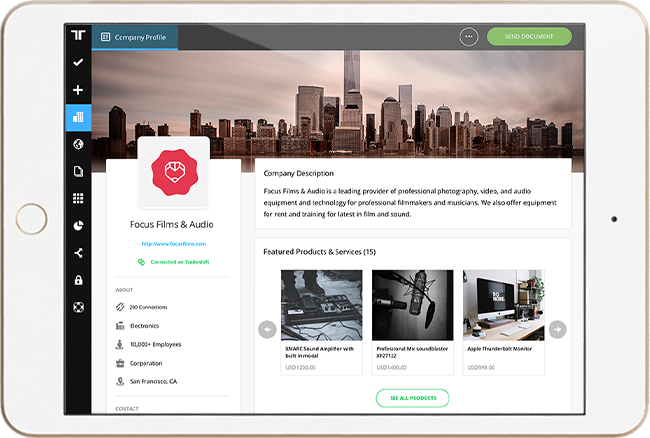 Company Profile
SEND DOCUMENT
Focus Films & Audio
http://www.focusfilms.com
Connected on Tradeshift
ABOUT
290 Connections
Electronics
10,000+ Employees
Corporation
San Francisco, CA
CONTACT
Company Description
Focus Films & Audio is a leading provider of professional photography, video, and audio
equipment and technology for professional filmmakers and musicians. We also offer equipment
for rent and training for latest in film and sound.
Featured Products & Services (15)
DO
MORE.
XNARC Sound Amplifier with
built in modal
USD1200.00
Professional Mic soundblaster
XF27122
USD1400.00
Apple Thunderbolt Monitor
USD999.00
SEE ALL PRODUCTS